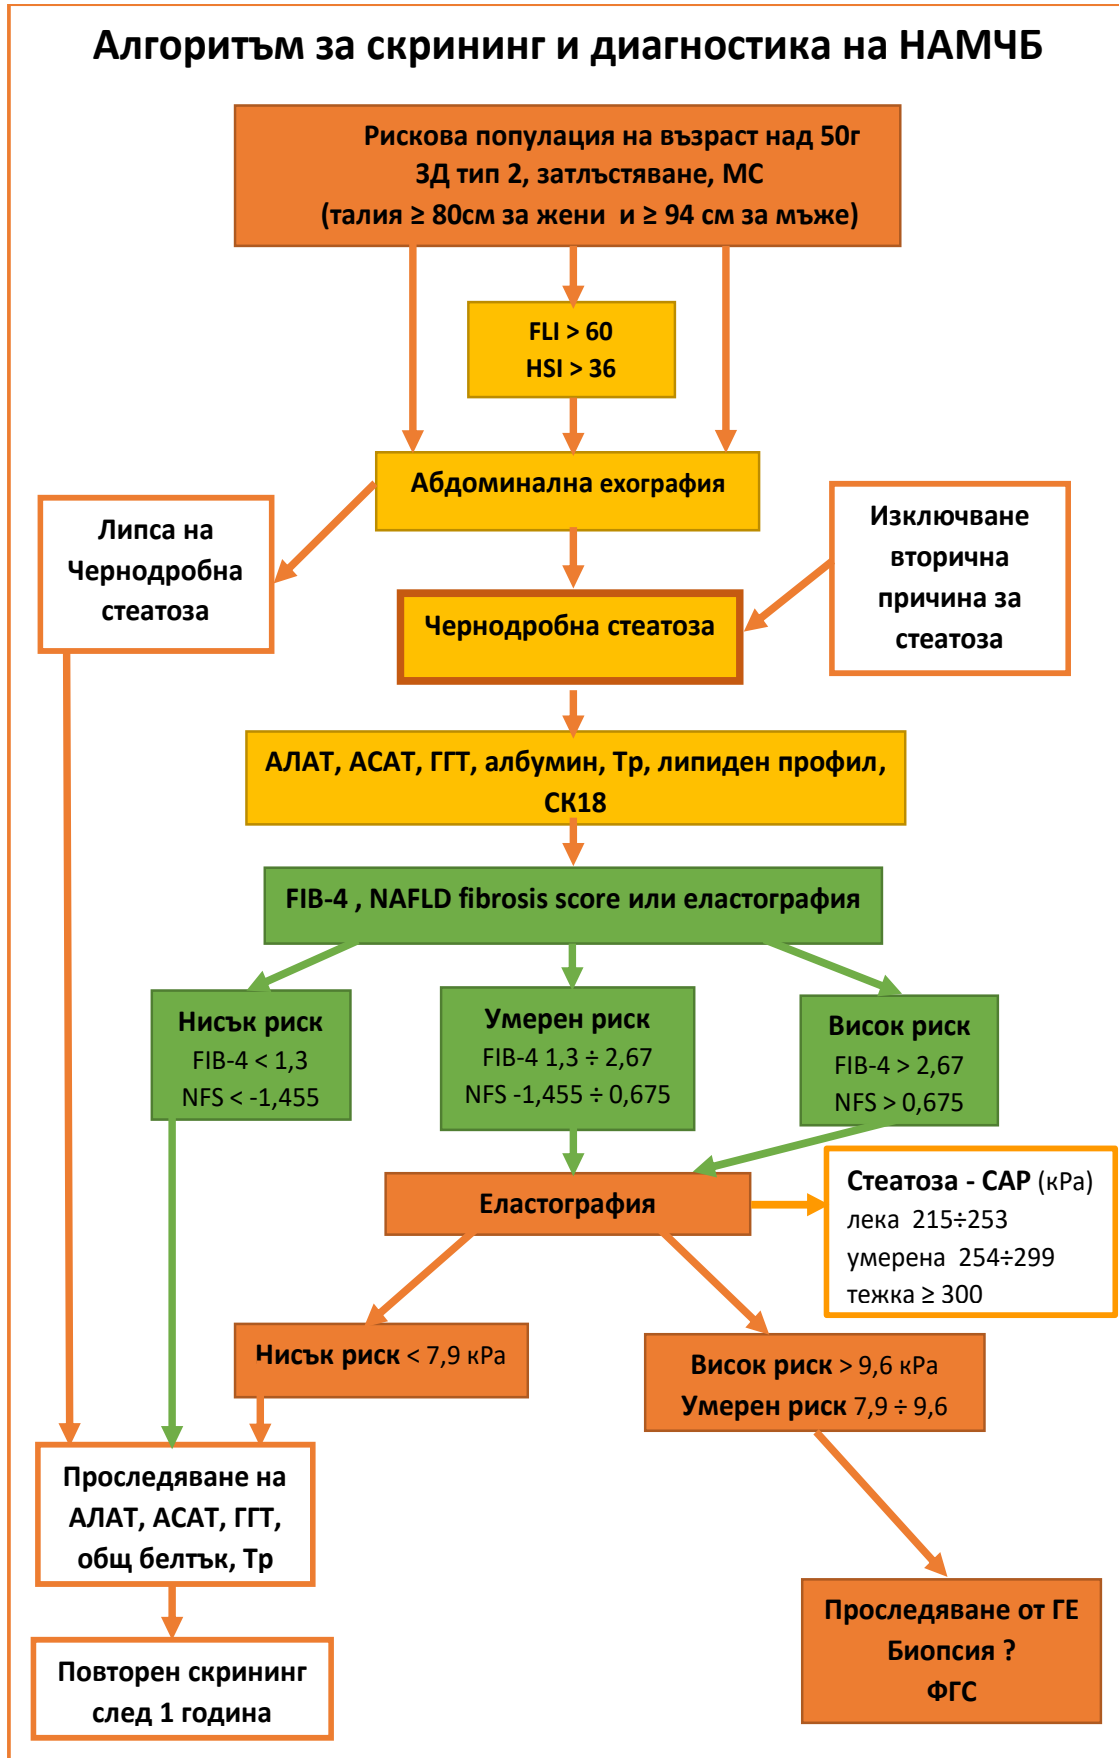 Алгоритъм за скрининг и диагностика на НАМЧБ
Рискова популация на възраст над 50г
ЗД тип 2, затлъстяване, МС
(талия ≥ 80см за жени и ≥ 94 см за мъже)
FLI > 60
HSI > 36
Абдоминална ехография
Липса на
Чернодробна
стеатоза
Изключване
вторична
причина за
стеатоза
Чернодробна стеатоза
АЛАТ, АСАТ, ГГТ, албумин, Тр, липиден профил,
СК18
FIB-4 , NAFLD fibrosis score или еластография
Нисък риск
FIB-4 < 1,3
NFS < -1,455
Умерен риск
FIB-4 1,3 ÷ 2,67
NFS -1,455 ÷ 0,675
Висок риск
FIB-4 > 2,67
NFS > 0,675
Еластография
Стеатоза - CAP (кРа)
лека 215÷253
умерена 254÷299
тежка ≥ 300
Нисък риск < 7,9 кРа
Висок риск > 9,6 кРа
Умерен риск 7,9 ÷ 9,6
Проследяване на
АЛАТ, АСАТ, ГГТ,
общ белтък, Тр
Повторен скрининг
след 1 година
Проследяване от ГЕ
Биопсия ?
ФГС